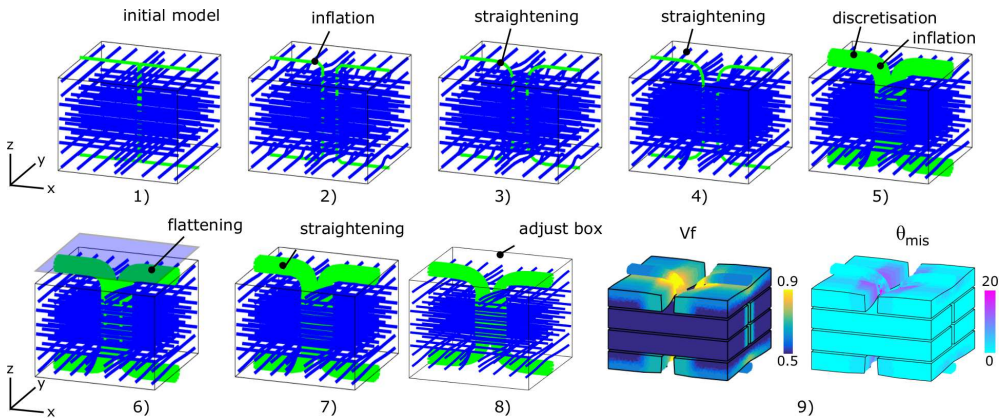 initial model
inflation
straightening
straightening
discretisation
inflation
z
y
x
1)
2)
3)
4)
5)
flattening
straightening
adjust box
Vf
θmis
0.9
0.5
20
0
z
y
x
6)
7)
8)
9)